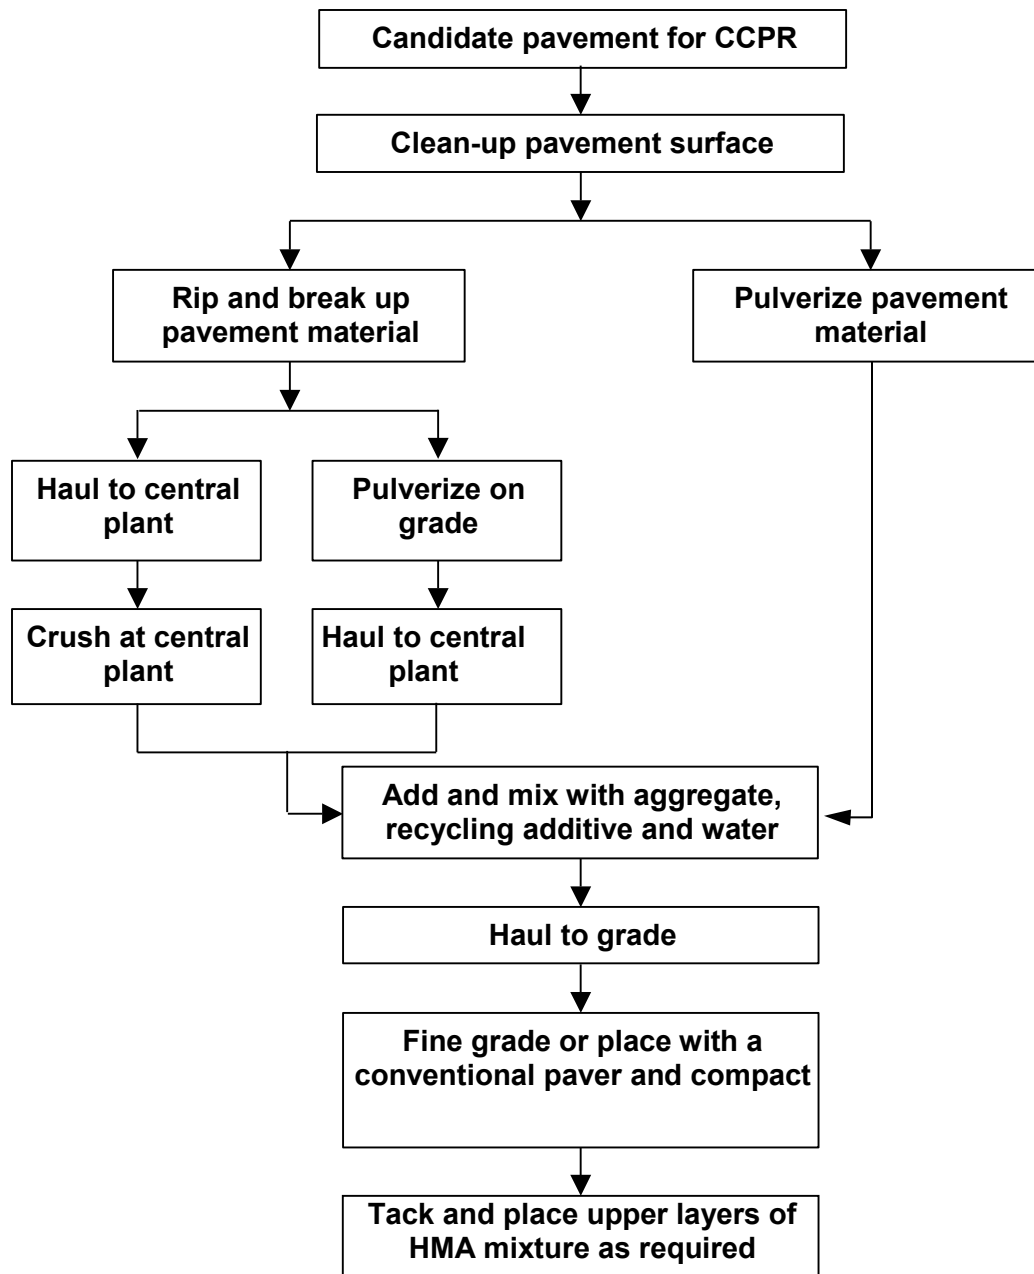 Candidate pavement for CCPR
Clean-up pavement surface
Rip and break up
pavement material
Pulverize pavement
material
Haul to central
plant
Pulverize on
grade
Crush at central
plant
Haul to central
plant
Add and mix with aggregate,
recycling additive and water
Haul to grade
Fine grade or place with a
conventional paver and compact
Tack and place upper layers of
HMA mixture as required